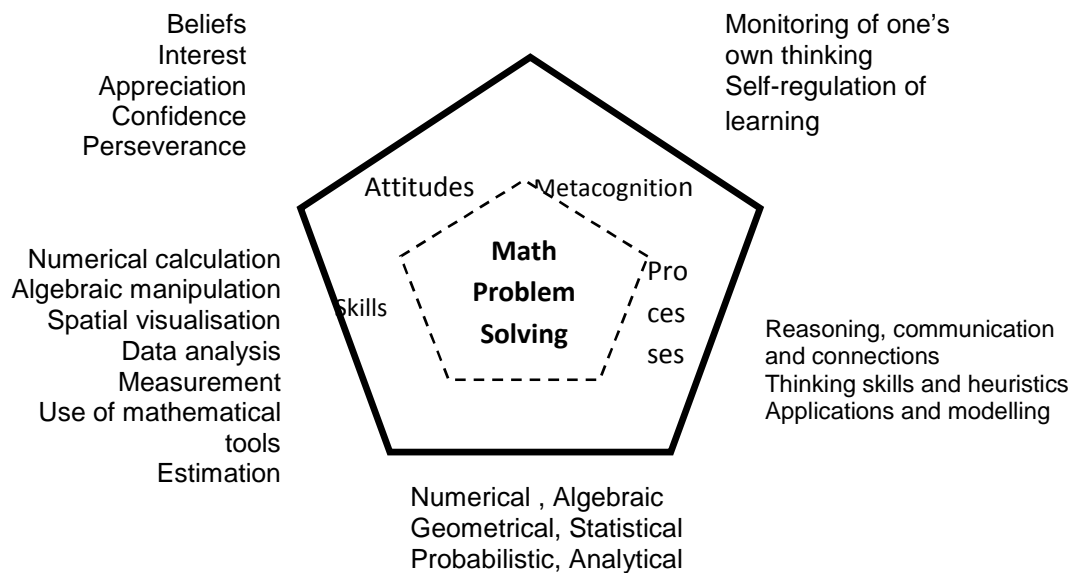 Beliefs
Interest
Appreciation
Confidence
Perseverance
Monitoring of one’s
own thinking
Self-regulation of
learning
Attitudes
Metacognition
Math
Problem
Solving
Skills
Pro
ces
ses
Numerical calculation
Algebraic manipulation
Spatial visualisation
Data analysis
Measurement
Use of mathematical
tools
Estimation
Reasoning, communication
and connections
Thinking skills and heuristics
Applications and modelling
Numerical , Algebraic
Geometrical, Statistical
Probabilistic, Analytical